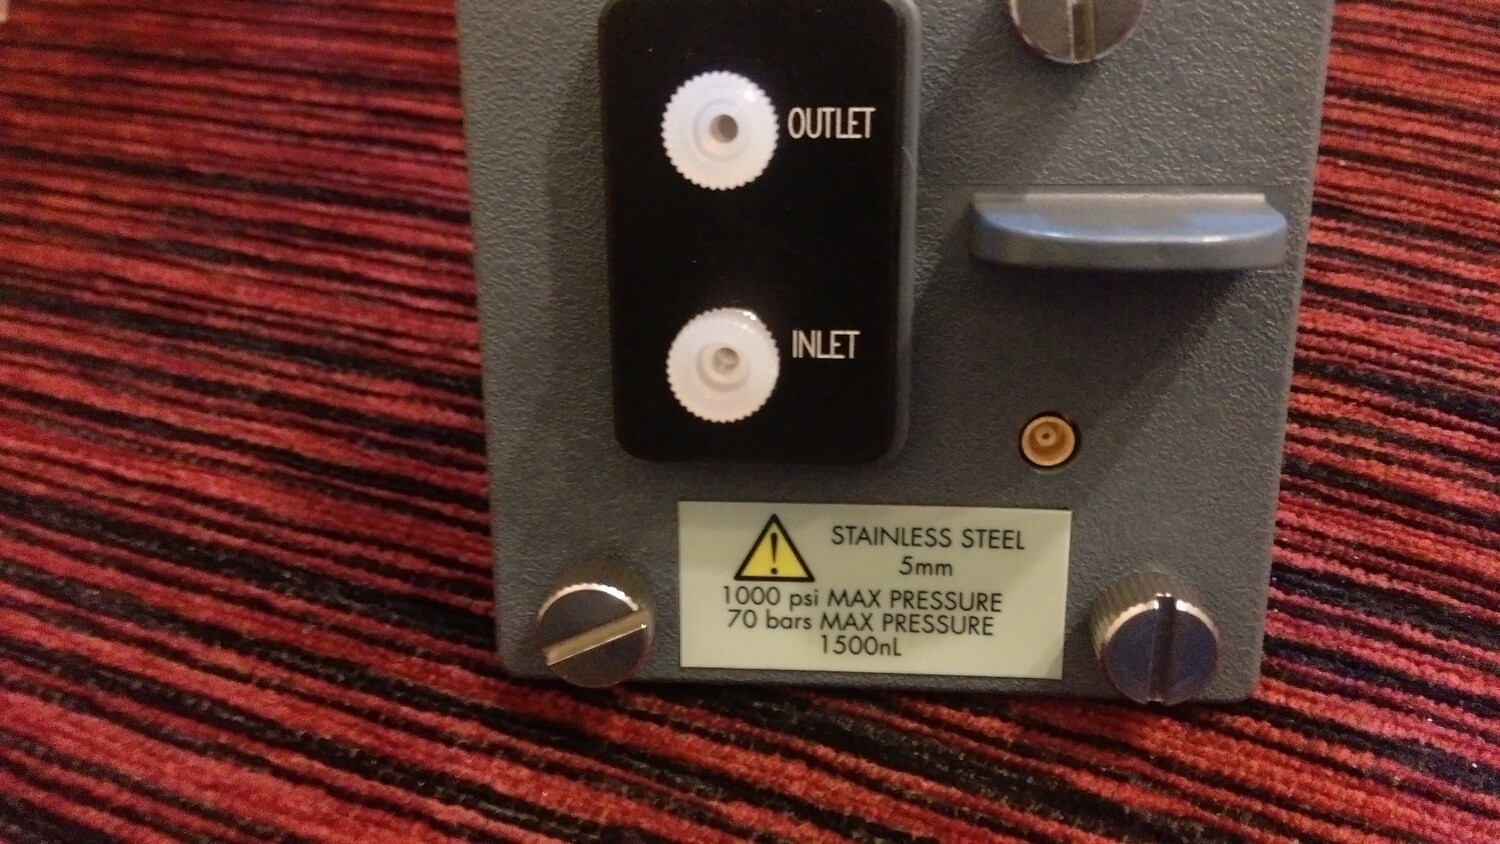 OUTLET
INLET
STAINLESS STEEL
5mm
1000 psi MAX PRESSURE
70 bars MAX PRESSURE
1500nL